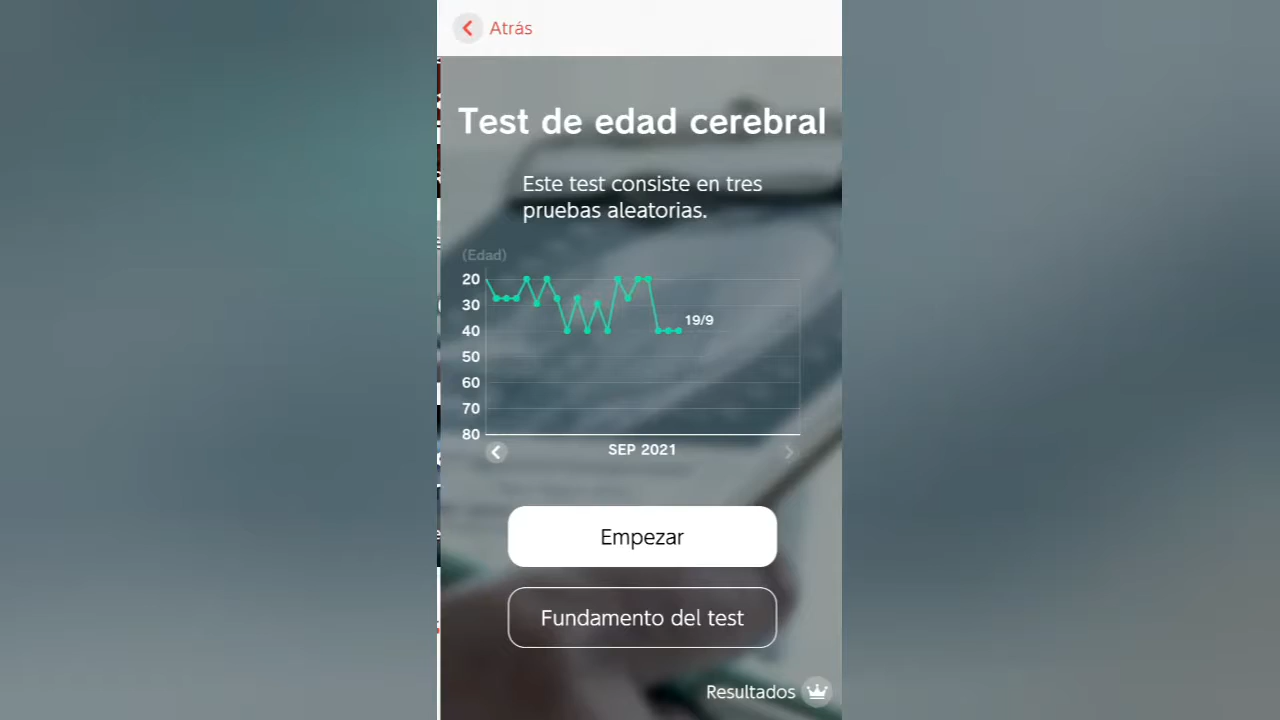 Atrás
Test de edad cerebral
Este test consiste en tres
pruebas aleatorias.
(Edad)
20
30
40
50
60
70
80
19/9
SEP 2021
Empezar
Fundamento del test
Resultados